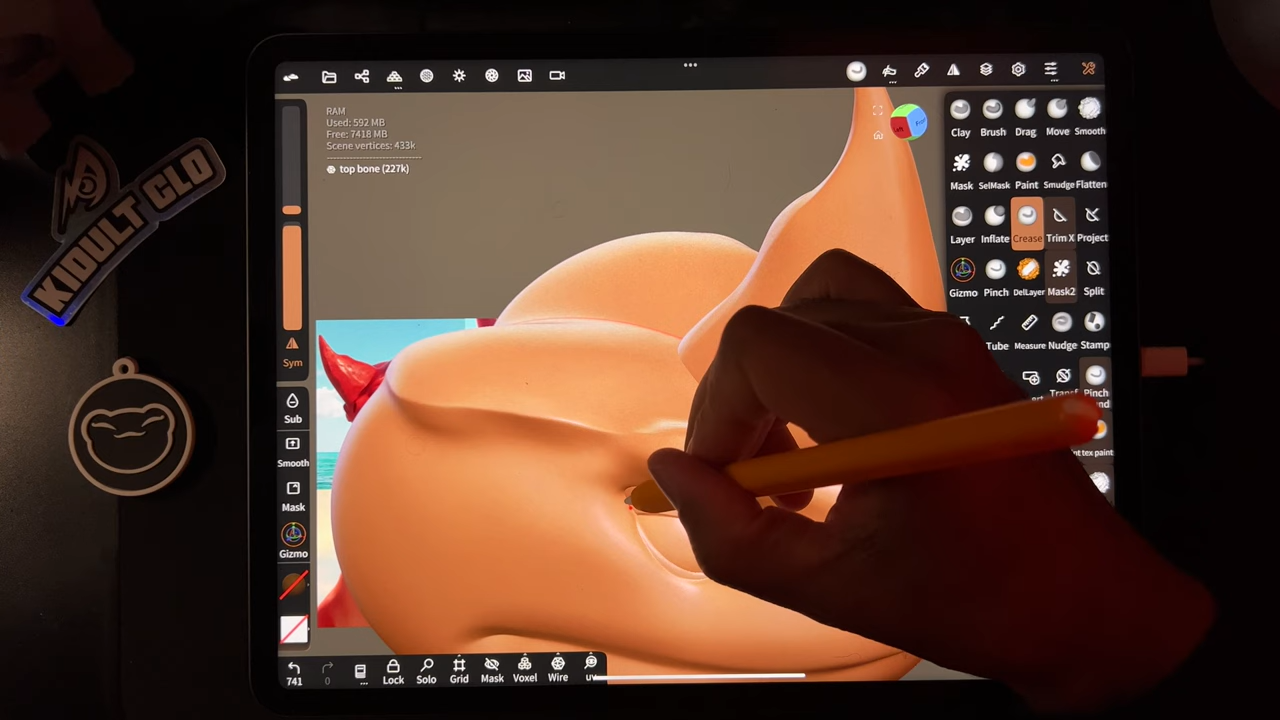 RAM
Used: 592 MB
Free: 7418 MB
Scene vertices: 433k
top bone (227k)
KIDULT CLO
Left
Front
Clay Brush Drag Move Smooth
Mask SelMask Paint Smudge Flatten
Layer Inflate Crease Trim X Project
Gizmo Pinch DelLayer Mask2 Split
Tube Measure Nudge Stamp
Pinch
Sym
Sub
Smooth
Mask
Gizmo
741
0
Lock Solo Grid Mask Voxel Wire